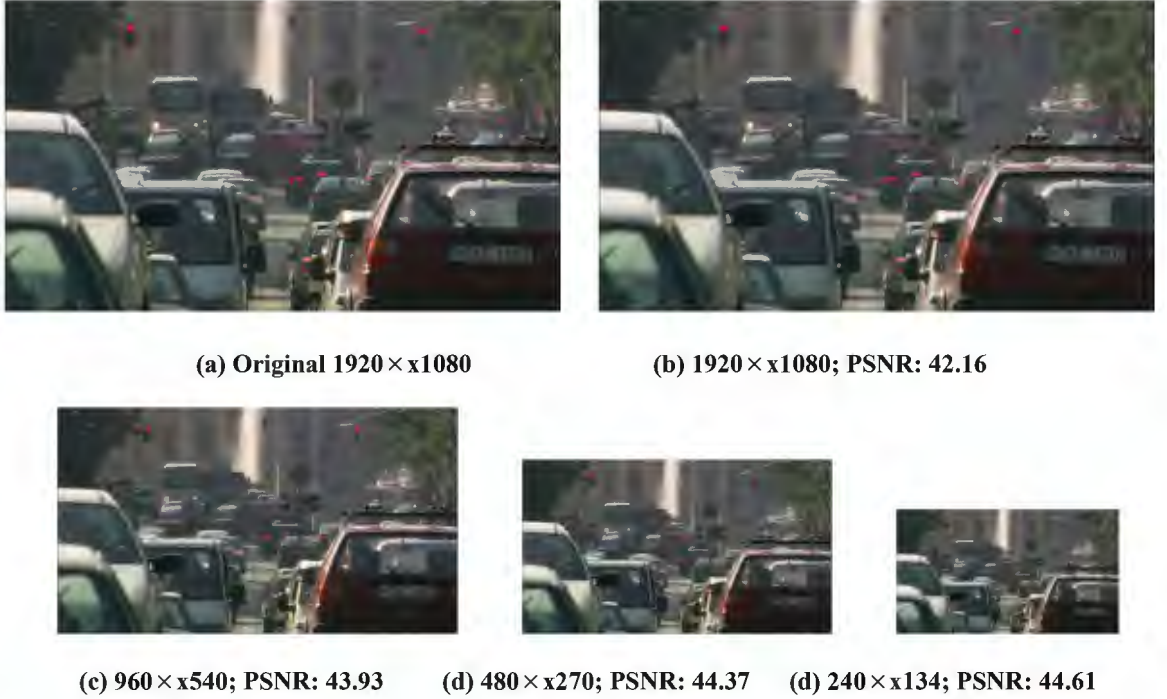 (a) Original 1920×x1080
(b) 1920×x1080; PSNR: 42.16
(c) 960×x540; PSNR: 43.93
(d) 480×x270; PSNR: 44.37
(d) 240×x134; PSNR: 44.61